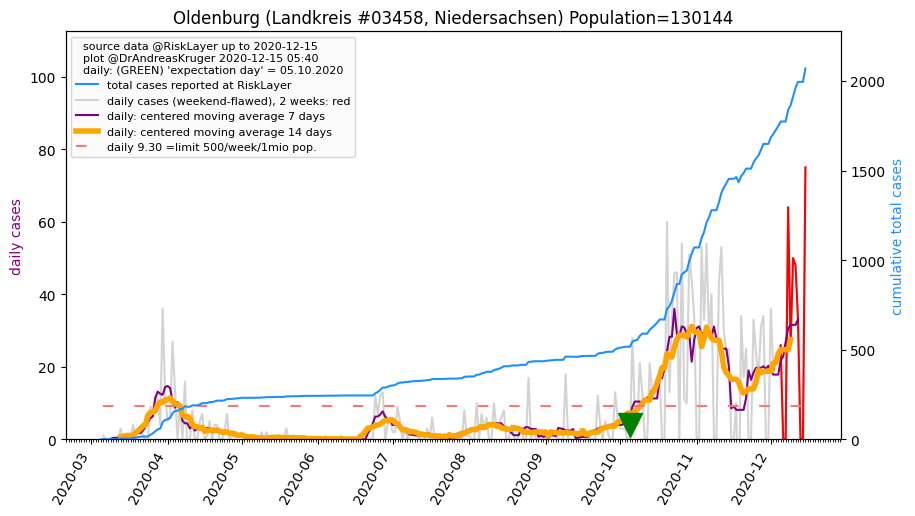 Oldenburg (Landkreis #03458, Niedersachsen) Population=130144
source data @RiskLayer up to 2020-12-15
plot @DrAndreasKruger 2020-12-15 05:40
daily: (GREEN) 'expectation day' = 05.10.2020
total cases reported at RiskLayer
daily cases (weekend-flawed), 2 weeks: red
daily: centered moving average 7 days
daily: centered moving average 14 days
daily 9.30 =limit 500/week/1mio pop.
daily cases
100
80
60
40
20
0
cumulative total cases
2000
1500
1000
500
0
2020-03
2020-04
2020-05
2020-06
2020-07
2020-08
2020-09
2020-10
2020-11
2020-12